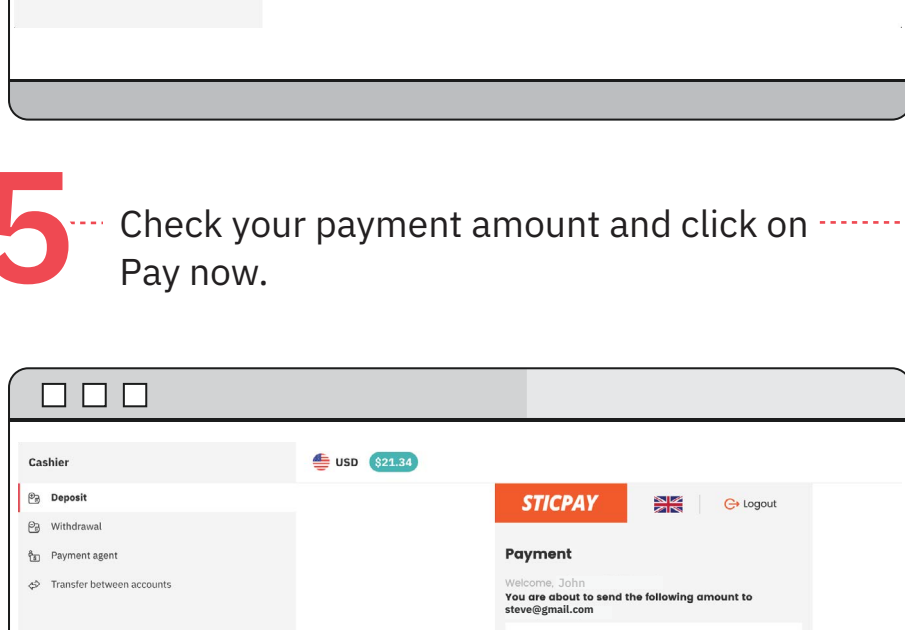 5
Check your payment amount and click on
Pay now.
Cashier
USD $21.34
Deposit
Withdrawal
Payment agent
Transfer between accounts
STICPAY
Logout
Payment
Welcome, John
You are about to send the following amount to
steve@gmail.com